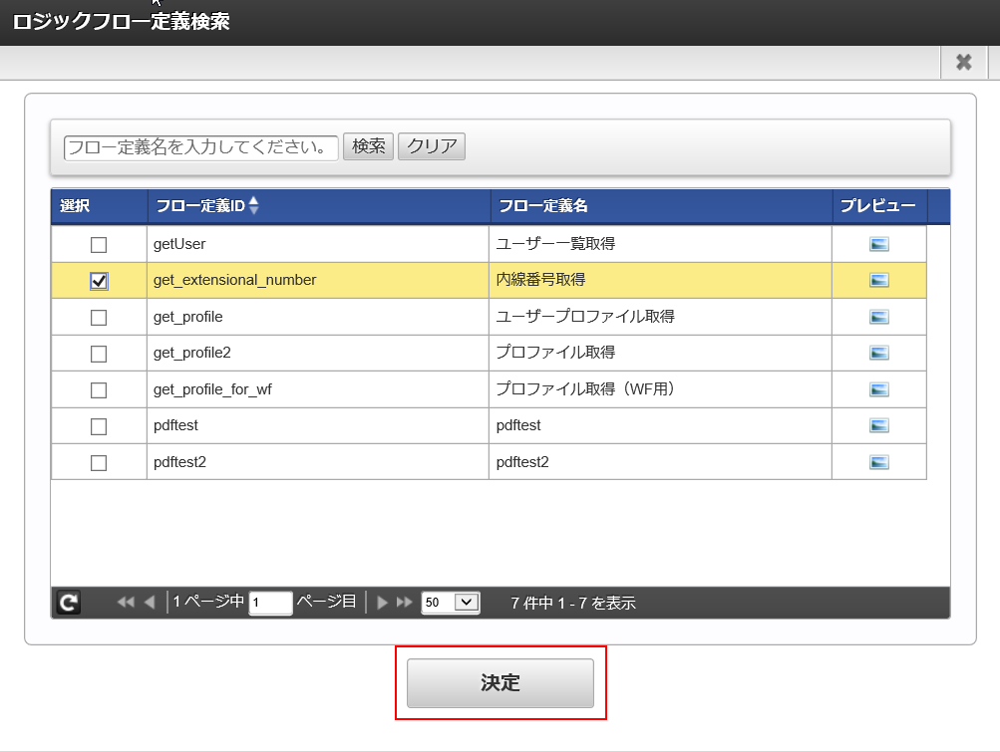 ロジックフロー定義検索
フロー定義名を入力してください。 検索 クリア
選択 フロー定義ID フロー定義名 プレビュー
getUser ユーザー一覧取得
get_extensional_number 内線番号取得
get_profile ユーザープロファイル取得
get_profile2 プロファイル取得
get_profile_for_wf プロファイル取得（WF用）
pdftest pdftest
pdftest2 pdftest2
1 ページ中 1 ページ目 50 7 件中 1 - 7 を表示
決定